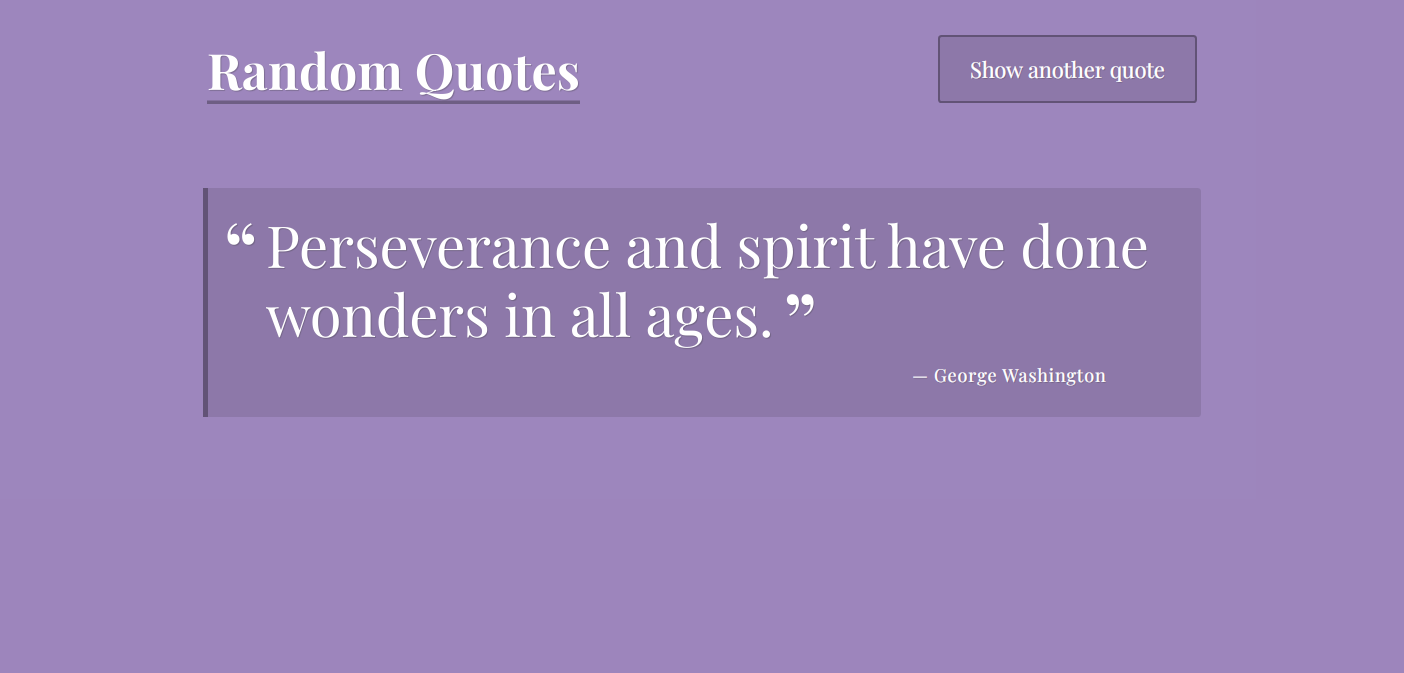 Random Quotes
Show another quote
“ Perseverance and spirit have done
wonders in all ages. ”
— George Washington